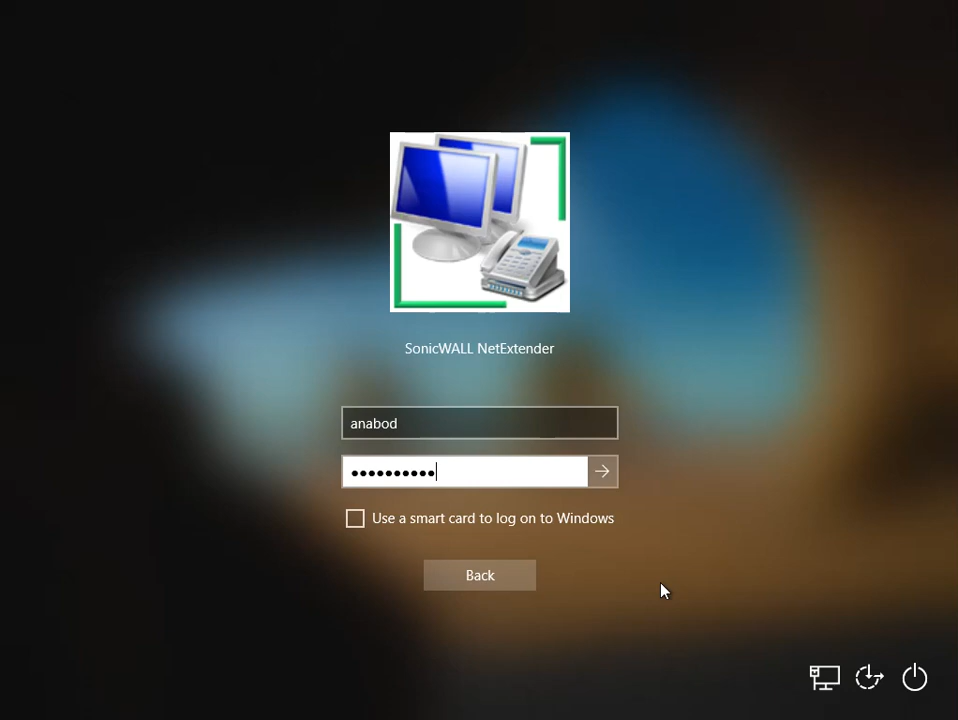 SonicWALL NetExtender
anabod
●●●●●●●●●●
Use a smart card to log on to Windows
Back